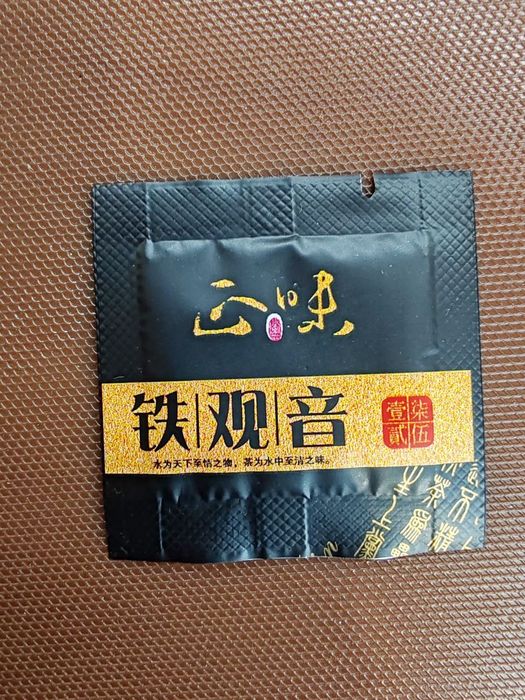 正味
铁观音
水为天下至情之物，茶为水中至洁之味。
壹柒
贰伍